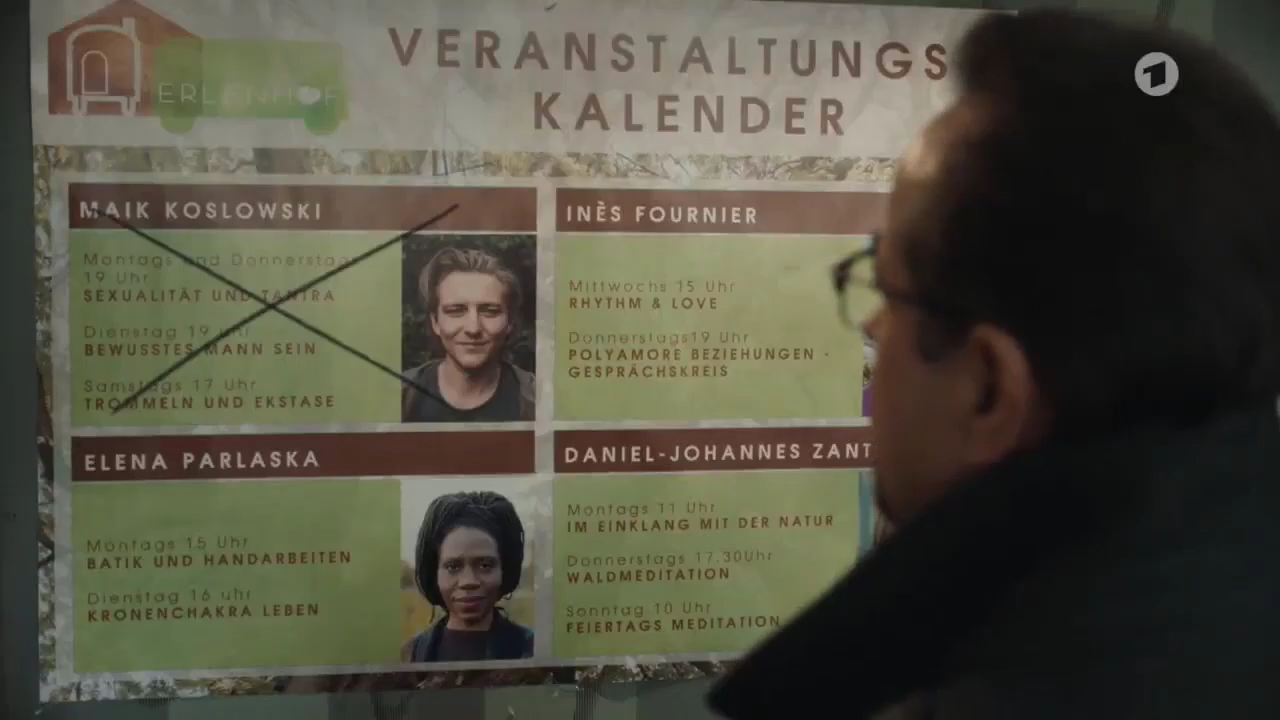 VERANSTALTUNGS
KALENDER
ERLENHOF
MAIK KOSLOWSKI
Montags und Donnerstags
19 Uhr
SEXUALITÄT UND TANTRA
Dienstag 19 uhr
BEWUSSTES MANN SEIN
Samstags 17 Uhr
TROMMELN UND EKSTASE
INÈS FOURNIER
Mittwochs 15 Uhr
RHYTHM & LOVE
Donnerstags19 Uhr
POLYAMORE BEZIEHUNGEN -
GESPRÄCHSKREIS
ELENA PARLASKA
Montags 15 Uhr
BATIK UND HANDARBEITEN
Dienstag 16 uhr
KRONENCHAKRA LEBEN
DANIEL-JOHANNES ZANT
Montags 11 Uhr
IM EINKLANG MIT DER NATUR
Donnerstags 17.30Uhr
WALDMEDITATION
Sonntag 10 Uhr
FEIERTAGS MEDITATION
1